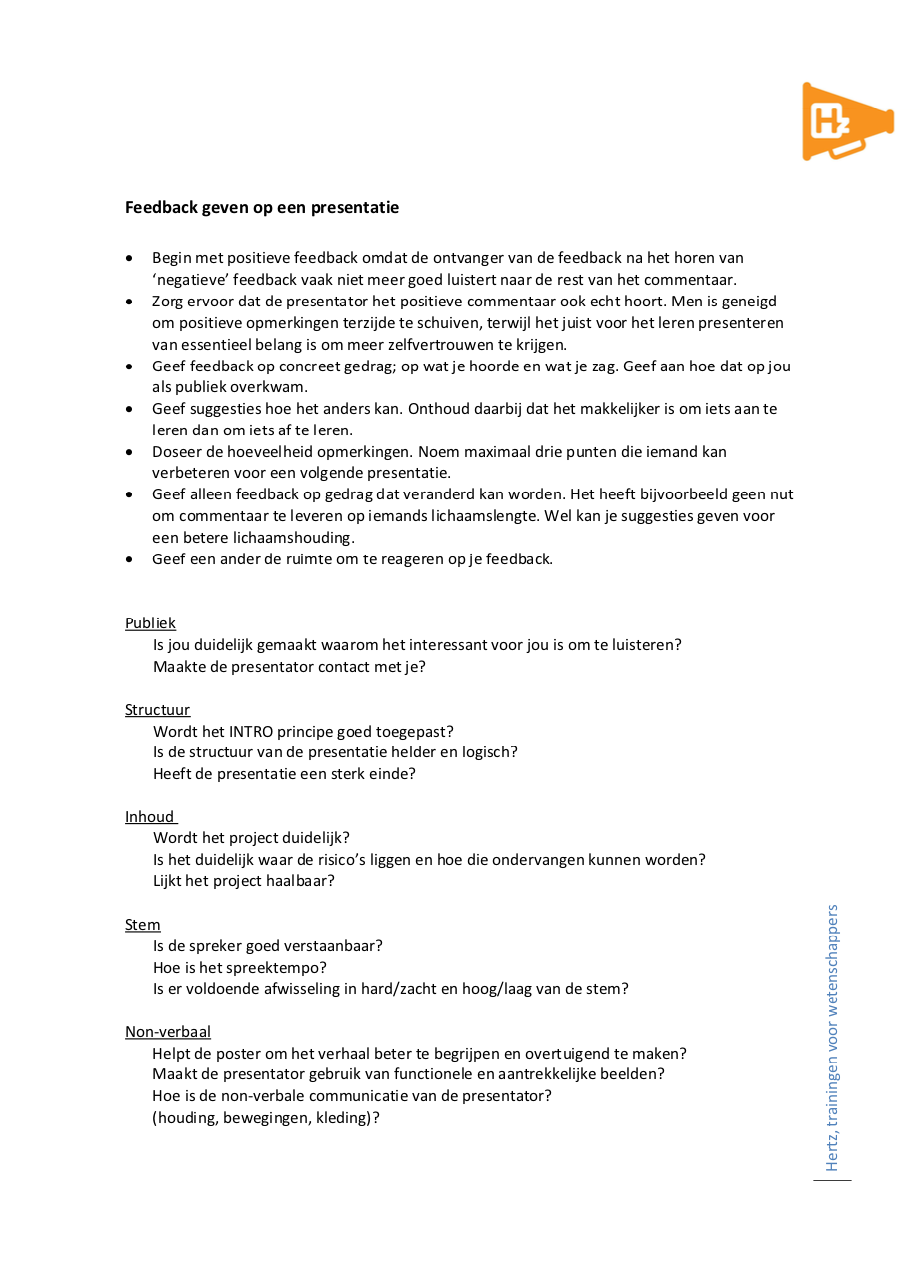 Hz
Feedback geven op een presentatie
• Begin met positieve feedback omdat de ontvanger van de feedback na het horen van
‘negatieve’ feedback vaak niet meer goed luistert naar de rest van het commentaar.
• Zorg ervoor dat de presentator het positieve commentaar ook echt hoort. Men is geneigd
om positieve opmerkingen terzijde te schuiven, terwijl het juist voor het leren presenteren
van essentieel belang is om meer zelfvertrouwen te krijgen.
• Geef feedback op concreet gedrag; op wat je hoorde en wat je zag. Geef aan hoe dat op jou
als publiek overkwam.
• Geef suggesties hoe het anders kan. Onthoud daarbij dat het makkelijker is om iets aan te
leren dan om iets af te leren.
• Doseer de hoeveelheid opmerkingen. Noem maximaal drie punten die iemand kan
verbeteren voor een volgende presentatie.
• Geef alleen feedback op gedrag dat veranderd kan worden. Het heeft bijvoorbeeld geen nut
om commentaar te leveren op iemands lichaamslengte. Wel kan je suggesties geven voor
een betere lichaamshouding.
• Geef een ander de ruimte om te reageren op je feedback.
Publiek
Is jou duidelijk gemaakt waarom het interessant voor jou is om te luisteren?
Maakte de presentator contact met je?
Structuur
Wordt het INTRO principe goed toegepast?
Is de structuur van de presentatie helder en logisch?
Heeft de presentatie een sterk einde?
Inhoud
Wordt het project duidelijk?
Is het duidelijk waar de risico’s liggen en hoe die ondervangen kunnen worden?
Lijkt het project haalbaar?
Stem
Is de spreker goed verstaanbaar?
Hoe is het spreektempo?
Is er voldoende afwisseling in hard/zacht en hoog/laag van de stem?
Non-verbaal
Helpt de poster om het verhaal beter te begrijpen en overtuigend te maken?
Maakt de presentator gebruik van functionele en aantrekkelijke beelden?
Hoe is de non-verbale communicatie van de presentator?
(houding, bewegingen, kleding)?
Hertz, trainingen voor wetenschappers